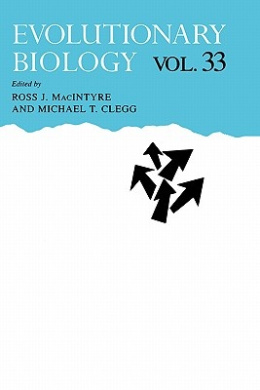 EVOLUTIONARY
BIOLOGY VOL. 33
Edited by
ROSS J. MACINTYRE
AND MICHAEL T. CLEGG